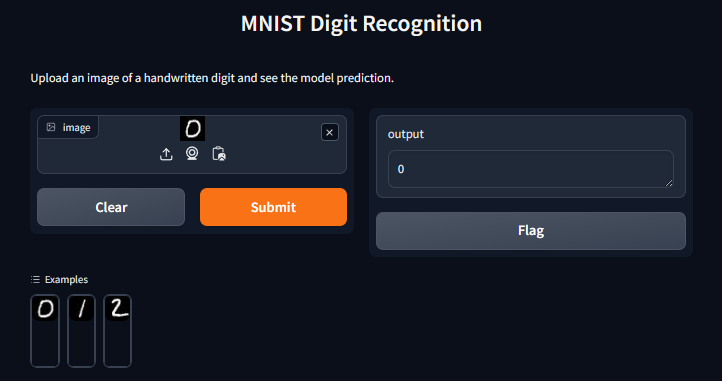 MNIST Digit Recognition
Upload an image of a handwritten digit and see the model prediction.
image
0
Clear
Submit
output
0
Flag
Examples
0
1
2